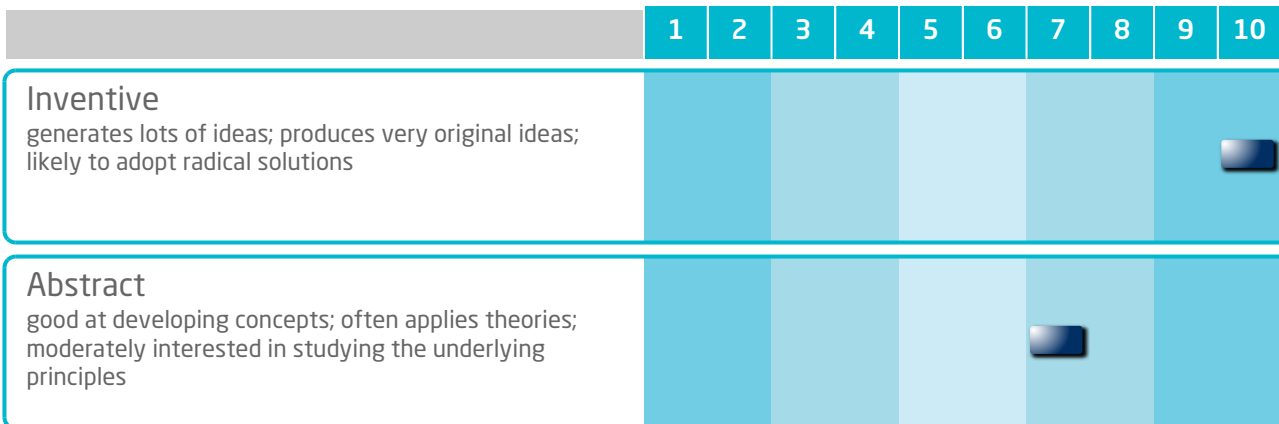 1 2 3 4 5 6 7 8 9 10
Inventive
generates lots of ideas; produces very original ideas;
likely to adopt radical solutions
Abstract
good at developing concepts; often applies theories;
moderately interested in studying the underlying
principles